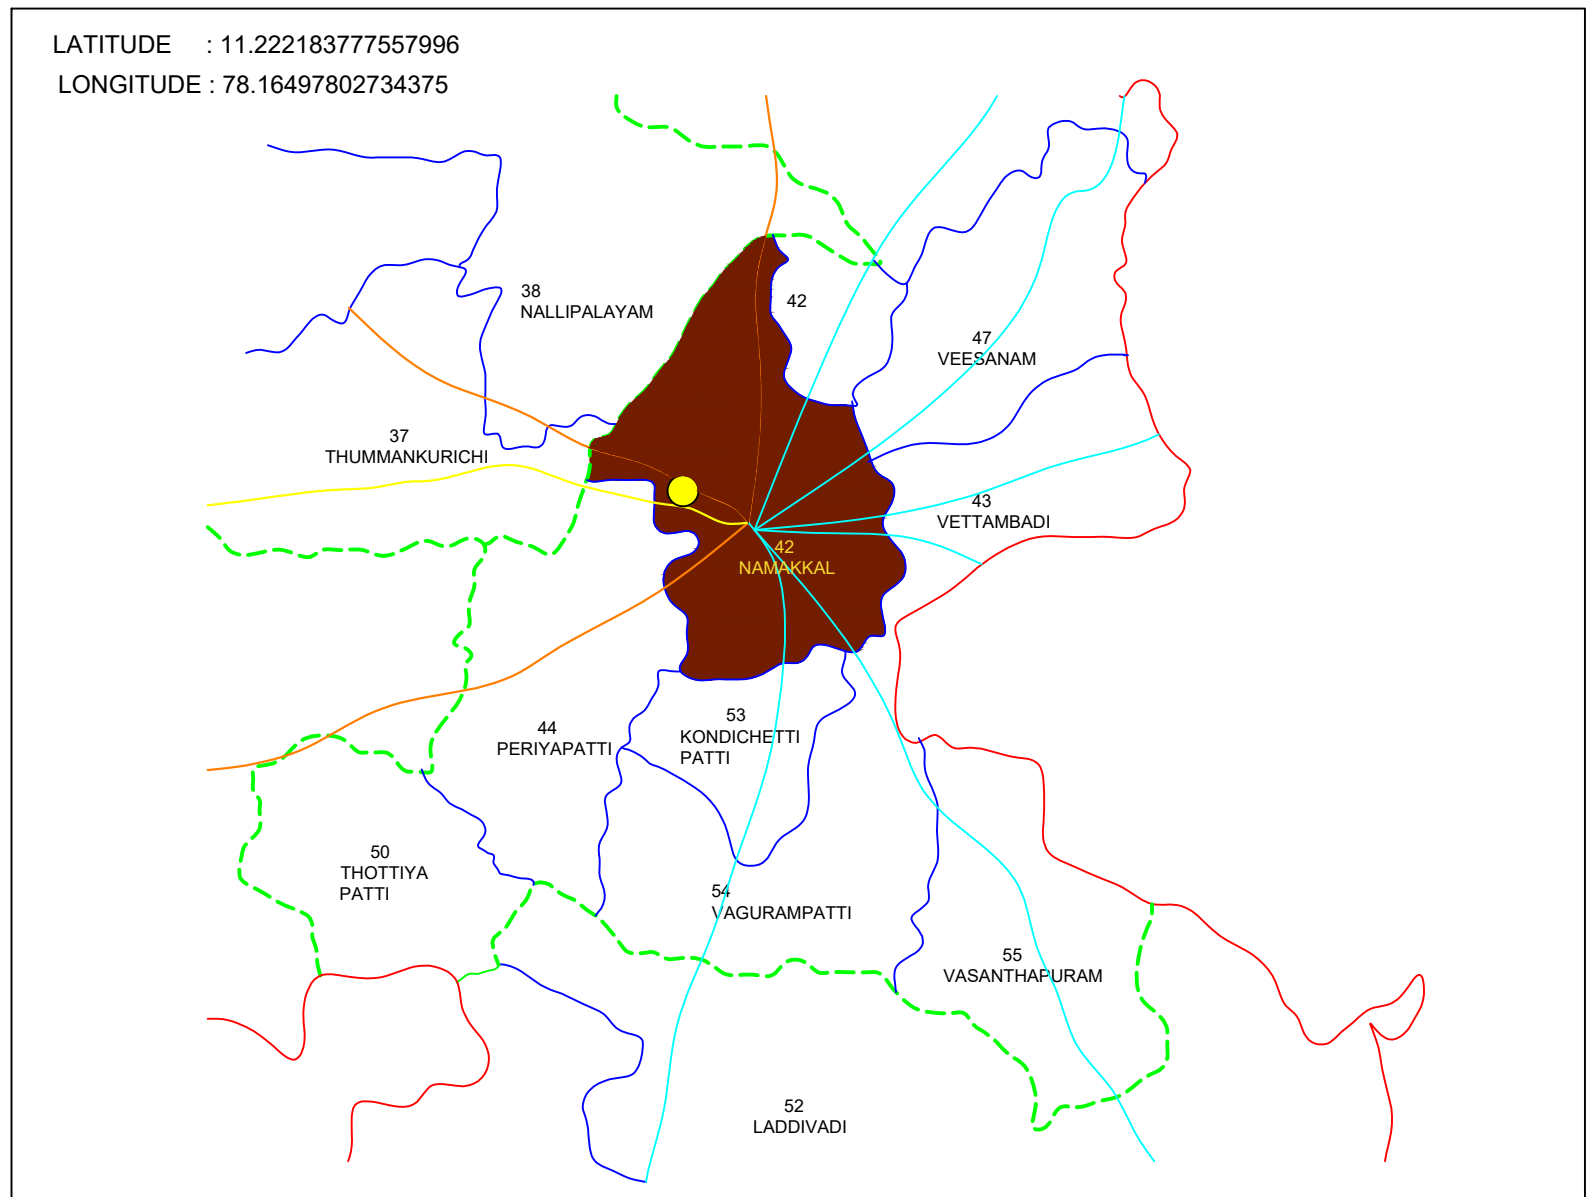 LATITUDE : 11.222183777557996
LONGITUDE : 78.16497802734375
38
NALLIPALAYAM
42
47
VEESANAM
37
THUMMANKURICHI
43
VETTAMBADI
42
NAMAKKAL
44
PERIYAPATTI
53
KONDICHETTI
PATTI
50
THOTTIYA
PATTI
54
VAGURAMPATTI
55
VASANTHAPURAM
52
LADDIVADI